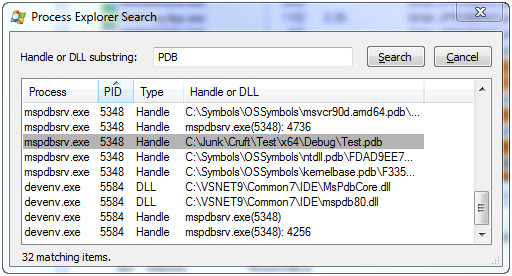 Process Explorer Search
Handle or DLL substring: PDB Search Cancel
Process PID Type Handle or DLL
mspdbsrv.exe 5348 Handle C:\Symbols\OSSymbols\msvcr90d.amd64.pdb\...
mspdbsrv.exe 5348 Handle mspdbsrv.exe(5348): 4736
mspdbsrv.exe 5348 Handle C:\Junk\Cruft\Test\x64\Debug\Test.pdb
mspdbsrv.exe 5348 Handle C:\Symbols\OSSymbols\ntdll.pdb\FDAD9EE7...
mspdbsrv.exe 5348 Handle C:\Symbols\OSSymbols\kernelbase.pdb\F335...
devenv.exe 5584 DLL C:\VSNET9\Common7\IDE\MsPdbCore.dll
devenv.exe 5584 DLL C:\VSNET9\Common7\IDE\mspdb80.dll
devenv.exe 5584 Handle mspdbsrv.exe(5348)
devenv.exe 5584 Handle mspdbsrv.exe(5348): 4256
32 matching items.